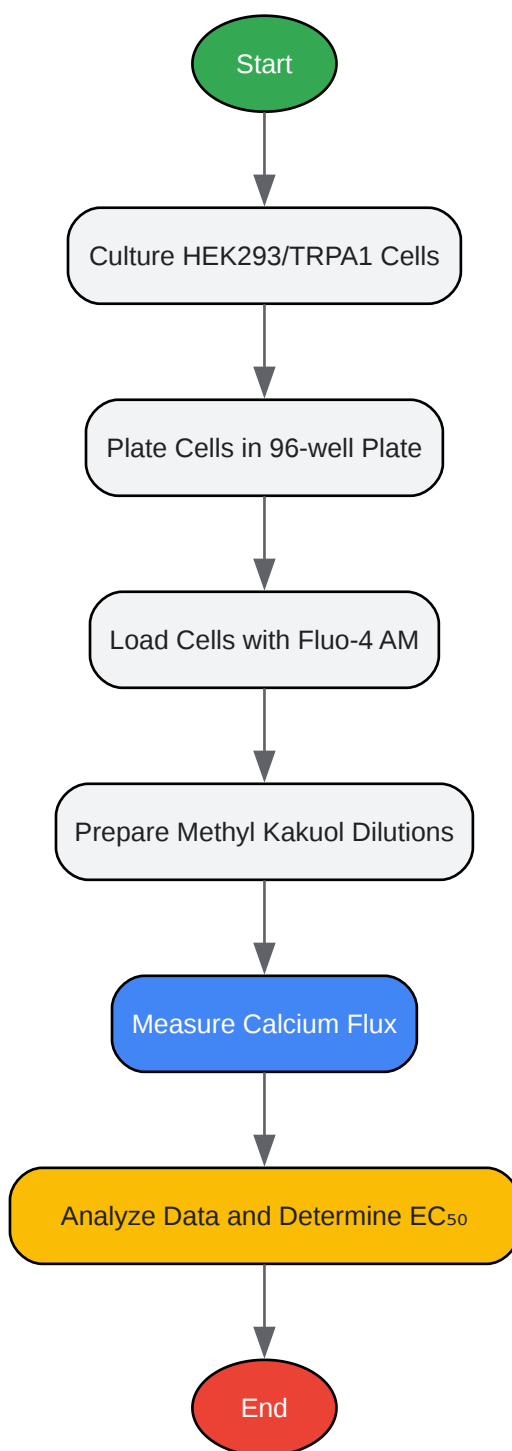 Start
Culture HEK293/TRPA1 Cells
Plate Cells in 96-well Plate
Load Cells with Fluo-4 AM
Prepare Methyl Kakuol Dilutions
Measure Calcium Flux
Analyze Data and Determine EC₅₀
End